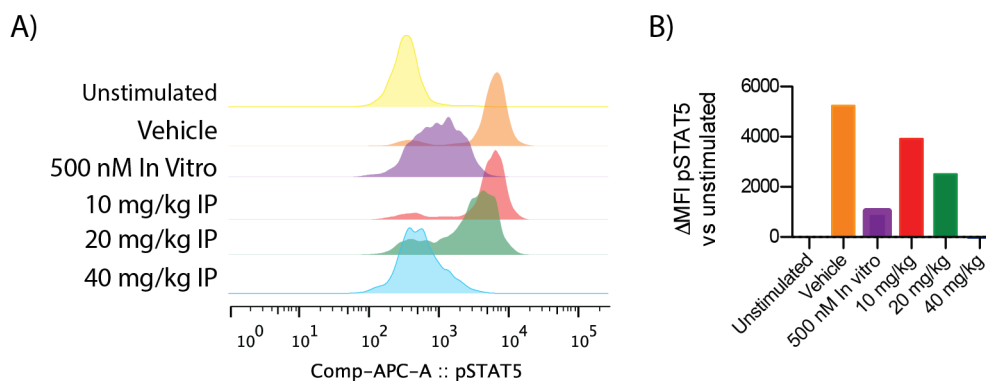 A)
Unstimulated
Vehicle
500 nM In Vitro
10 mg/kg IP
20 mg/kg IP
40 mg/kg IP
10^0 10^1 10^2 10^3 10^4 10^5
Comp-APC-A :: pSTAT5
B)
ΔMFI pSTAT5
vs unstimulated
6000
4000
2000
0
Unstimulated
Vehicle
500 nM In vitro
10 mg/kg
20 mg/kg
40 mg/kg